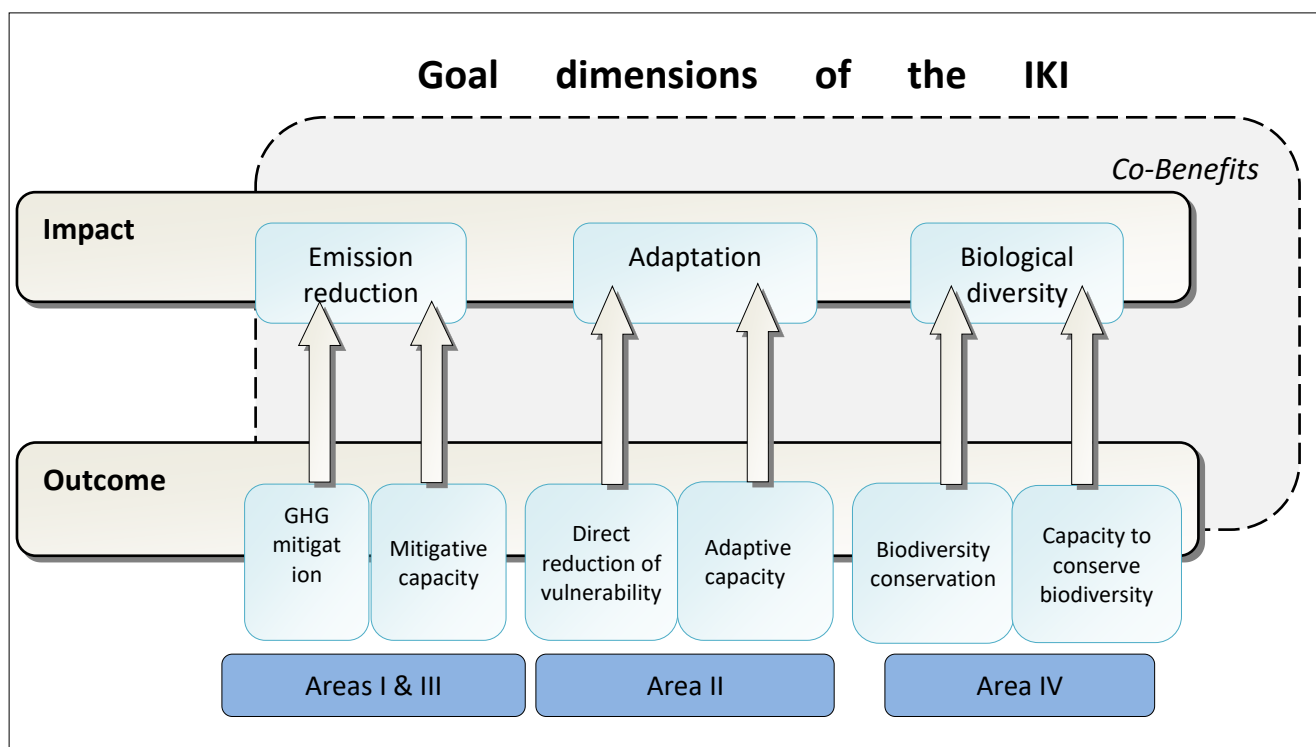 Goal dimensions of the IKI
Co-Benefits
Impact
Emission
reduction
Adaptation
Biological
diversity
Outcome
GHG
mitigat
ion
Mitigative
capacity
Direct
reduction of
vulnerability
Adaptive
capacity
Biodiversity
conservation
Capacity to
conserve
biodiversity
Areas I & III
Area II
Area IV